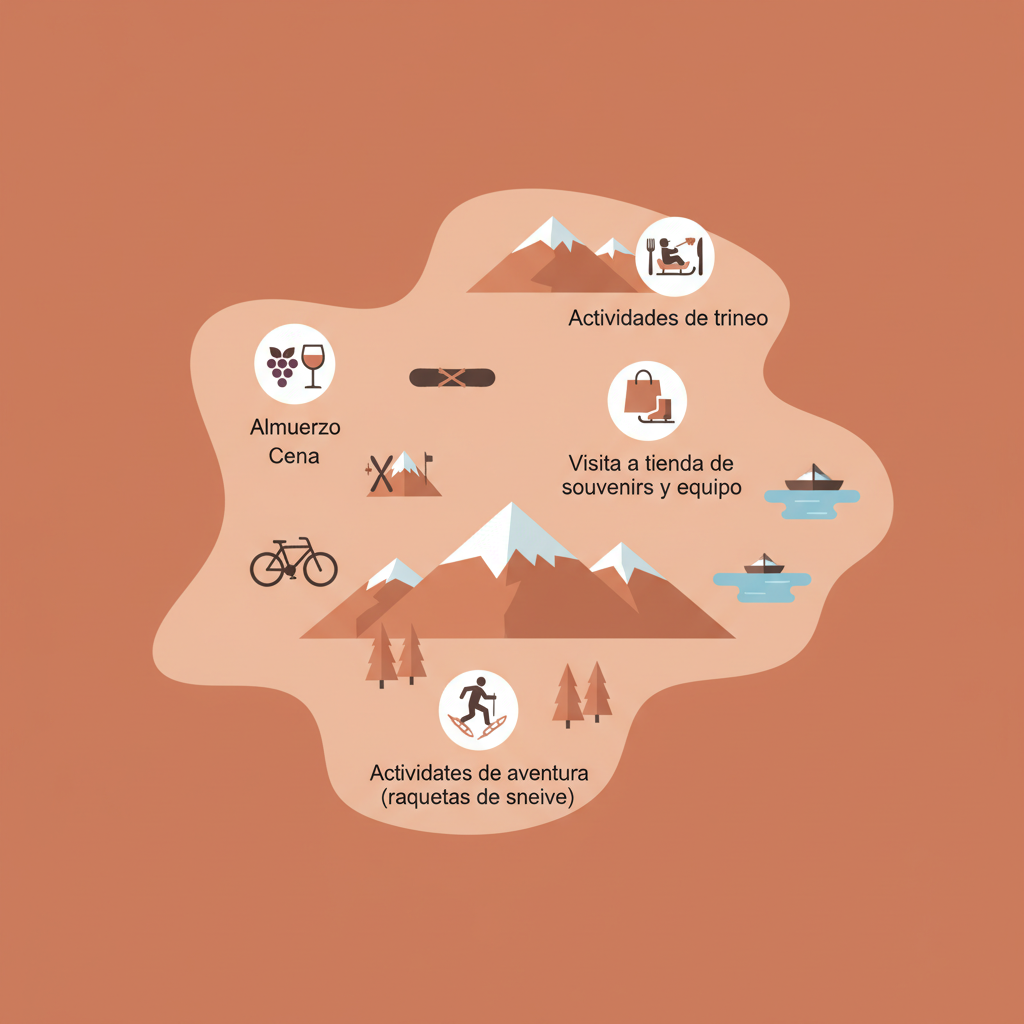 Actividades de trineo
Almuerzo
Cena
Visita a tienda de
souvenirs y equipo
Actividates de aventura
(raquetas de sneive)